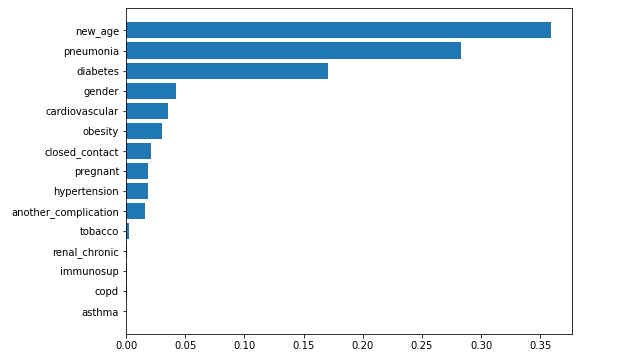 new_age
pneumonia
diabetes
gender
cardiovascular
obesity
closed_contact
pregnant
hypertension
another_complication
tobacco
renal_chronic
immunosup
copd
asthma
0.00 0.05 0.10 0.15 0.20 0.25 0.30 0.35